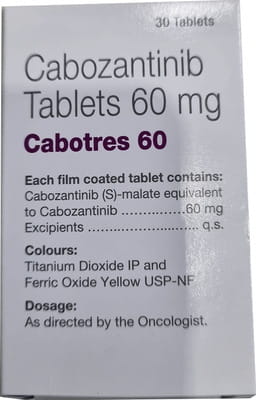 30 Tablets
Cabozantinib
Tablets 60 mg
Cabotres 60
Each film coated tablet contains:
Cabozantinib (S)-malate equivalent
to Cabozantinib ................60 mg
Excipients ........................... q.s.
Colours:
Titanium Dioxide IP and
Ferric Oxide Yellow USP-NF
Dosage:
As directed by the Oncologist.